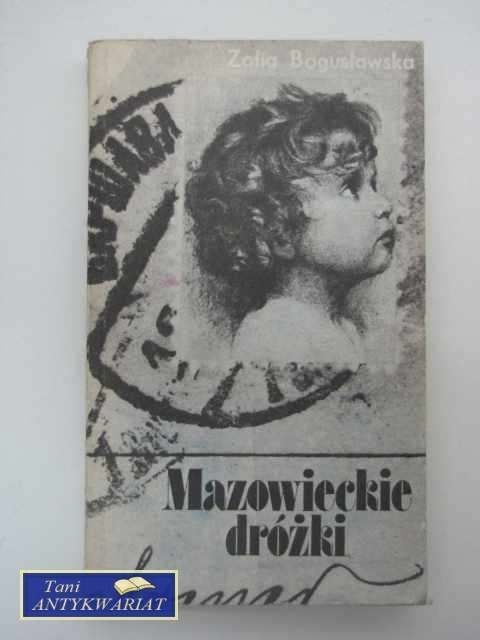 Zofia Bogusławska
Mazowieckie
dróżki
Tani
ANTYKWARIAT